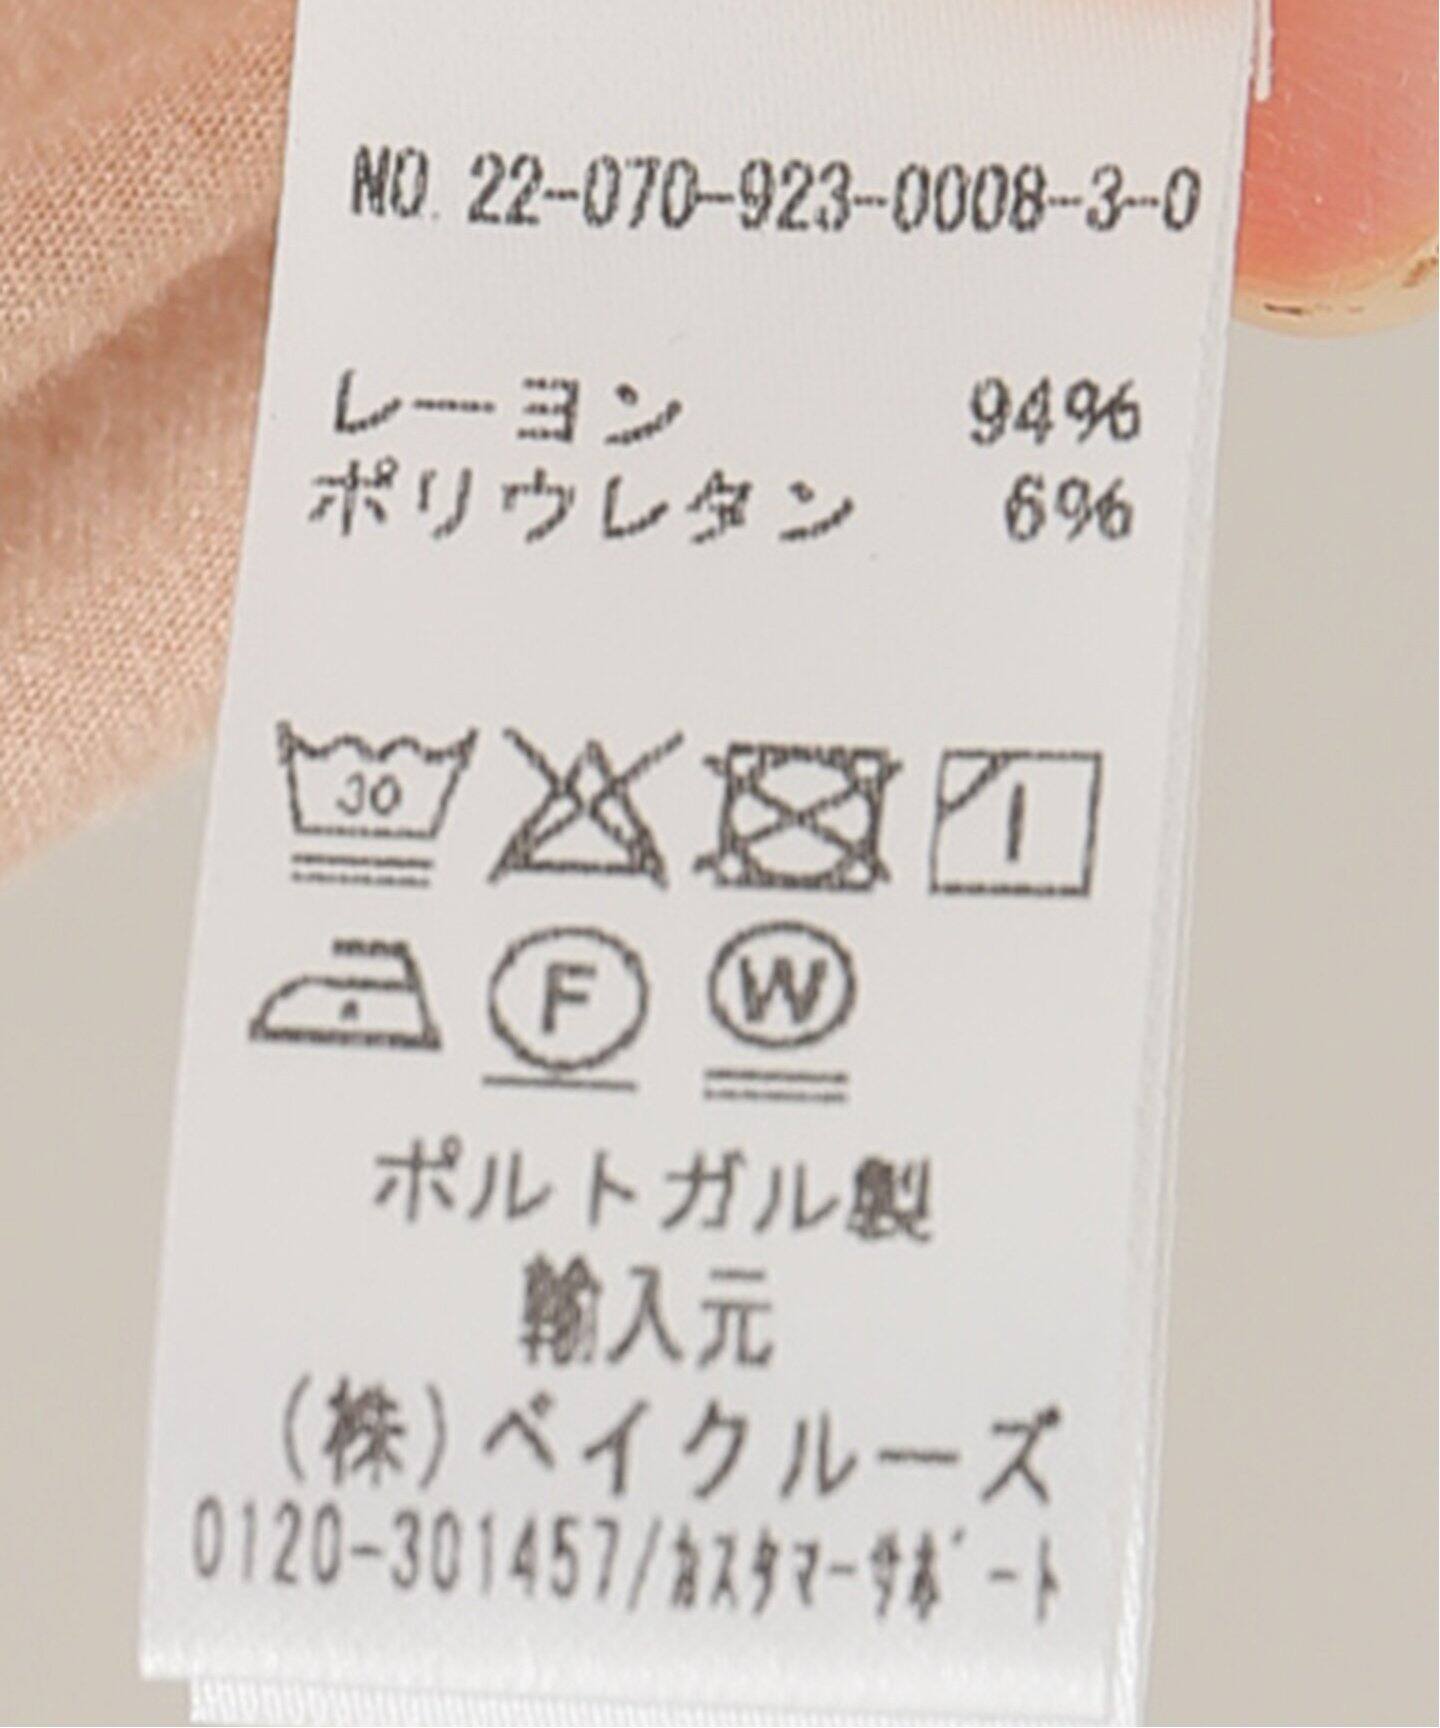 NO. 22-070-923-0008-3-0
レーヨン 94%
ポリウレタン 6%
30
F W
ポルトガル製
輸入元
(株)ベイクルーズ
0120-301457/カスタマーサポート